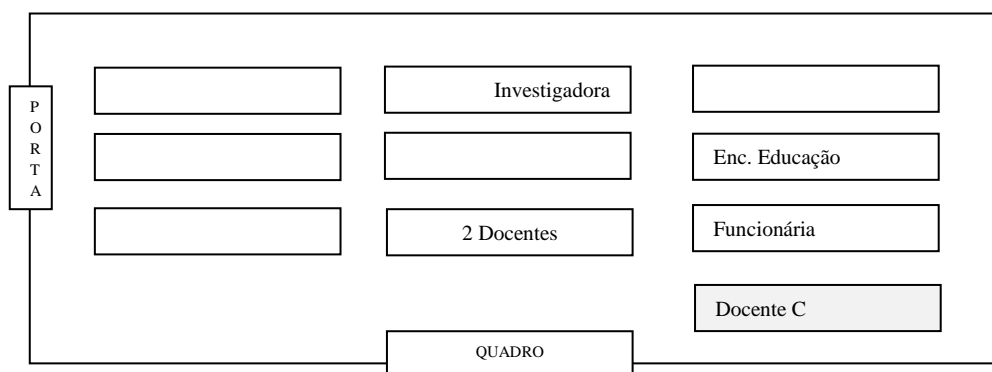 Investigadora
P
O
R
T
A
Enc. Educação
2 Docentes
Funcionária
Docente C
QUADRO